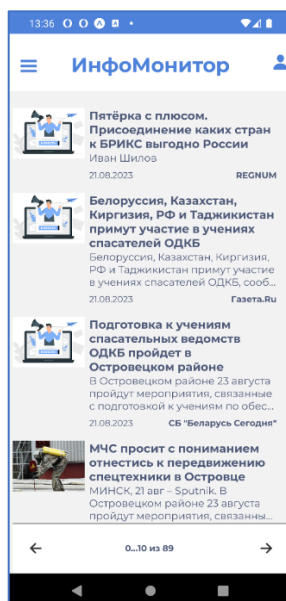 13:36
ИнфоМонитор
Пятёрка с плюсом.
Присоединение каких стран
к БРИКС выгодно России
Иван Шилов
21.08.2023 REGNUM
Белоруссия, Казахстан,
Киргизия, РФ и Таджикистан
примут участие в учениях
спасателей ОДКБ
Белоруссия, Казахстан, Киргизия,
РФ и Таджикистан примут участие
в учениях спасателей ОДКБ, сооб...
21.08.2023 Газета.Ru
Подготовка к учениям
спасательных ведомств
ОДКБ пройдет в
Островецком районе
В Островецком районе 23 августа
пройдут мероприятия, связанные
с подготовкой к учениям по обес...
21.08.2023 СБ "Беларусь Сегодня"
МЧС просит с пониманием
отнестись к передвижению
спецтехники в Островце
МИНСК, 21 авг – Sputnik. В
Островецком районе 23 августа
пройдут мероприятия, связанны...
0...10 из 89